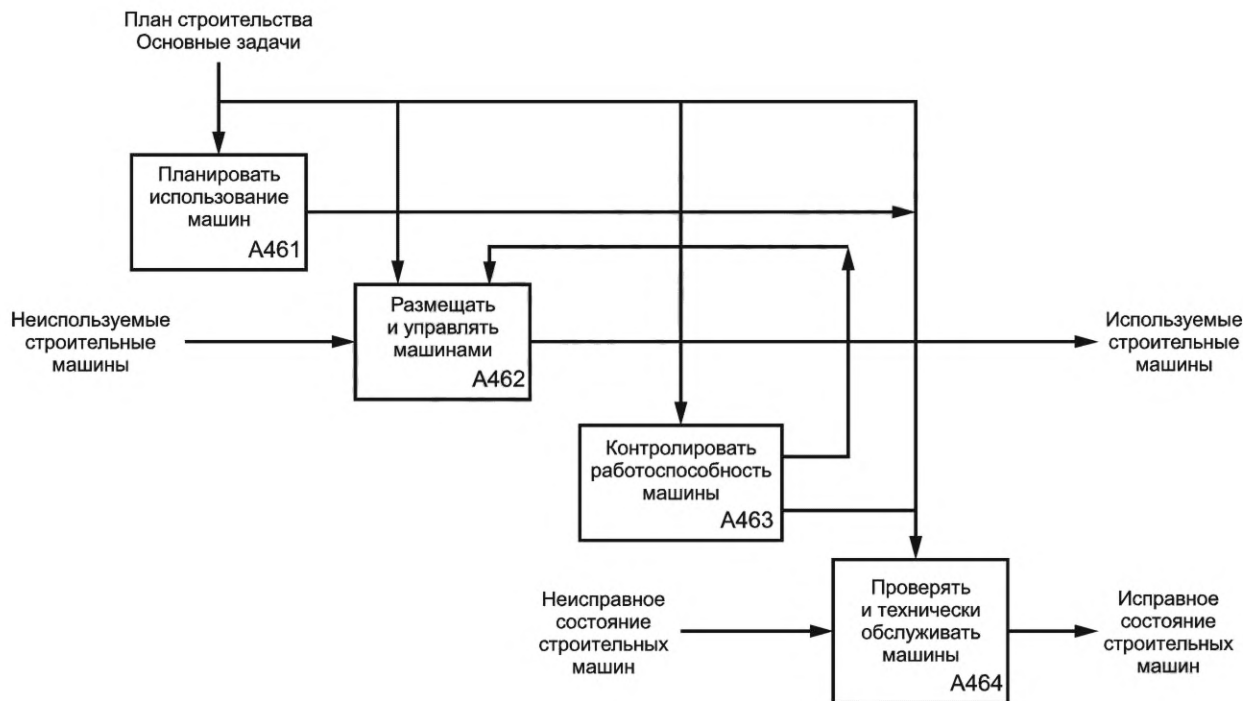 План строительства
Основные задачи
Планировать
использование
машин
A461
Неиспользуемые
строительные
машины
Размещать
и управлять
машинами
A462
Используемые
строительные
машины
Контролировать
работоспособность
машины
A463
Неисправное
состояние
строительных
машин
Проверять
и технически
обслуживать
машины
A464
Исправное
состояние
строительных
машин